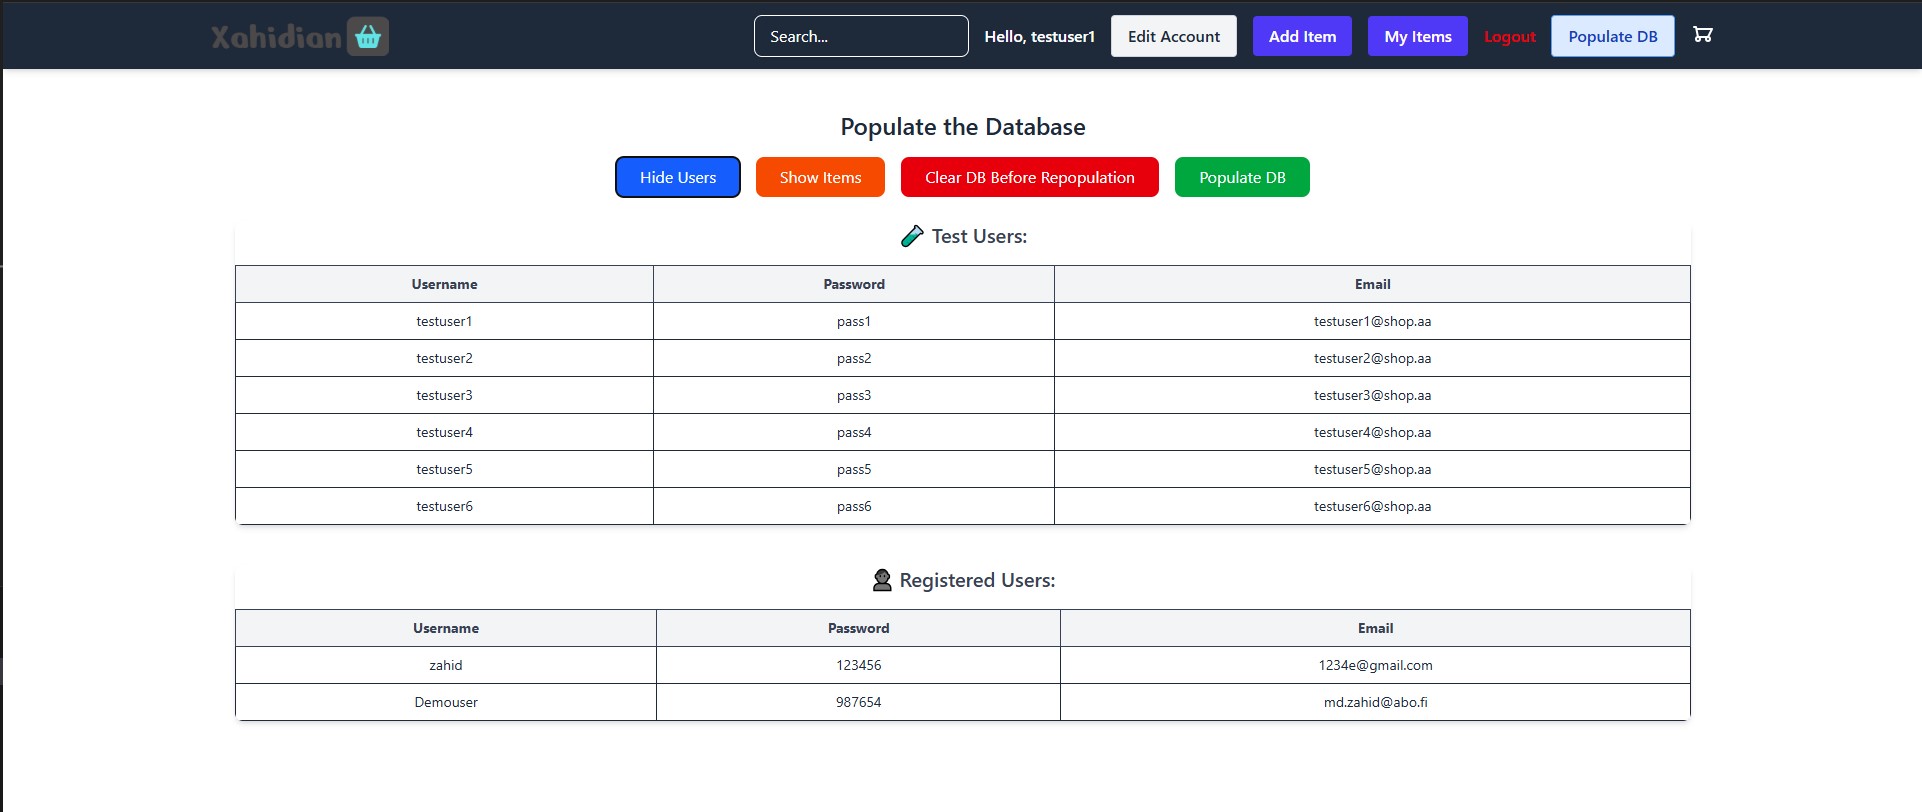 Xahidian Search... Hello, testuser1 Edit Account Add Item My Items Logout Populate DB
Populate the Database
Hide Users Show Items Clear DB Before Repopulation Populate DB
Test Users:
Username Password Email
testuser1 pass1 testuser1@shop.aa
testuser2 pass2 testuser2@shop.aa
testuser3 pass3 testuser3@shop.aa
testuser4 pass4 testuser4@shop.aa
testuser5 pass5 testuser5@shop.aa
testuser6 pass6 testuser6@shop.aa
Registered Users:
Username Password Email
zahid 123456 1234e@gmail.com
Demouser 987654 md.zahid@abo.fi